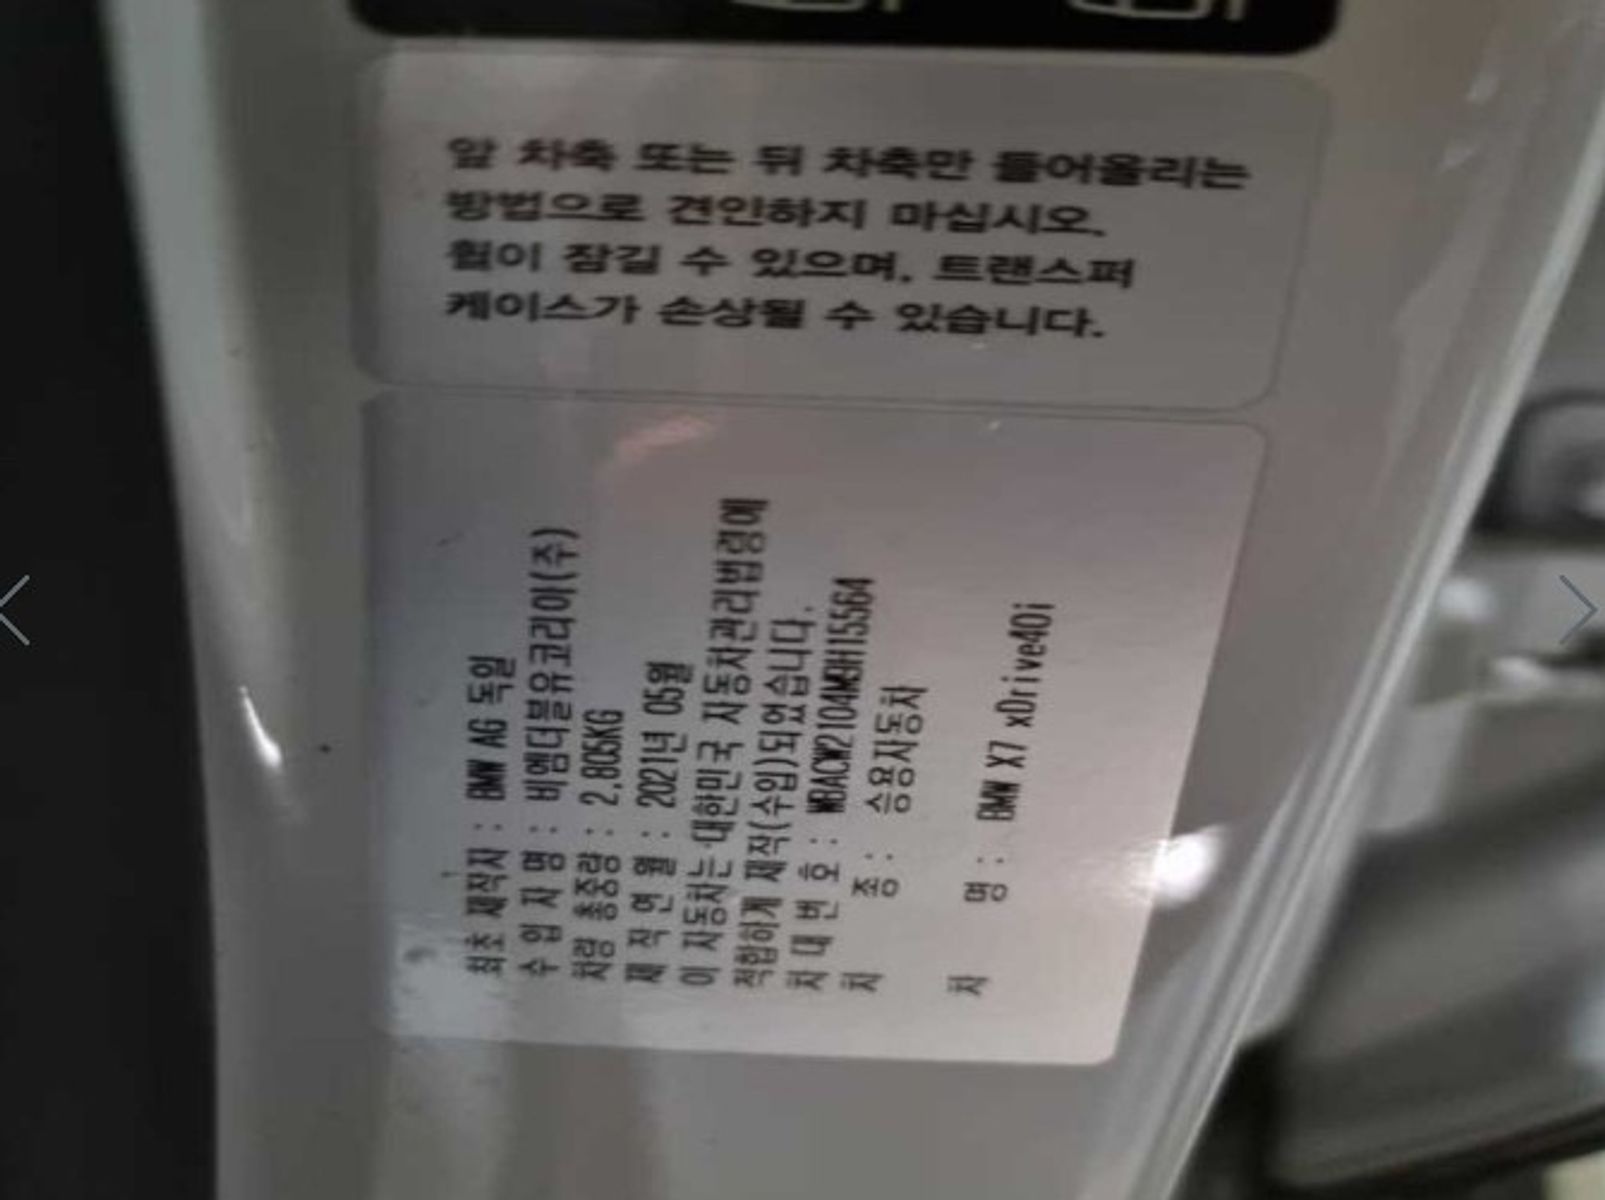 앞 차축 또는 뒤 차축만 들어올리는
방법으로 견인하지 마십시오.
휠이 잠길 수 있으며, 트랜스퍼
케이스가 손상될 수 있습니다.
최초 제작자 : BMW AG 독일
수 입 자 명 : 비엠더블유코리아(주)
차량 총중량 : 2,805KG
제 작 연 월 : 2021년 05월
이 자동차는 대한민국 자동차관리법령에
적합하게 제작(수입)되었습니다.
차 대 번 호 : WBACW2104M9H15564
차 종 : 승용자동차
차 명 : BMW X7 xDrive40i